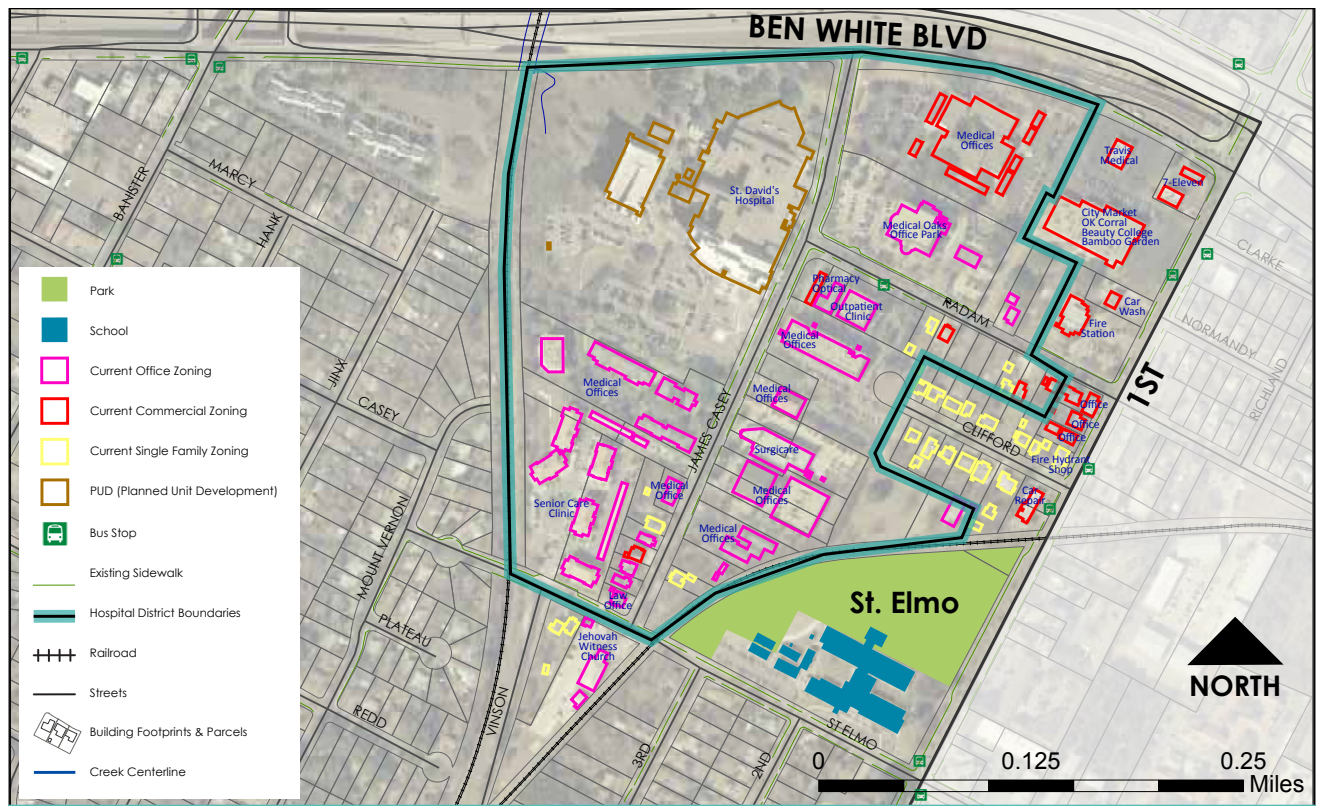 BEN WHITE BLVD
BANISTER
MARCY
HANK
St. David's
Hospital
Medical
Offices
Travis
Medical
7-Eleven
City Market
OK Corral
Beauty College
Bamboo Garden
Medical Oaks
Office Park
CLARKE
Pharmacy
Optical
Outpatient
Clinic
RADAM
Car
Wash
Fire
Station
NORMANDY
RICHLAND
1ST
Medical
Offices
Medical
Offices
Medical
Offices
JINX
CASEY
JAMES CASEY
Office
Office
Office
CLIFFORD
Fire Hydrant
Shop
Surgicare
Medical
Offices
Medical
Office
Senior Care
Clinic
Car
Repair
Medical
Offices
MOUNT VERNON
Law
Office
PLATEAU
Jehovah
Witness
Church
St. Elmo
REDD
VINSON
3RD
2ND
ST ELMO
NORTH
0
0.125
0.25
Miles
Park
School
Current Office Zoning
Current Commercial Zoning
Current Single Family Zoning
PUD (Planned Unit Development)
Bus Stop
Existing Sidewalk
Hospital District Boundaries
Railroad
Streets
Building Footprints & Parcels
Creek Centerline